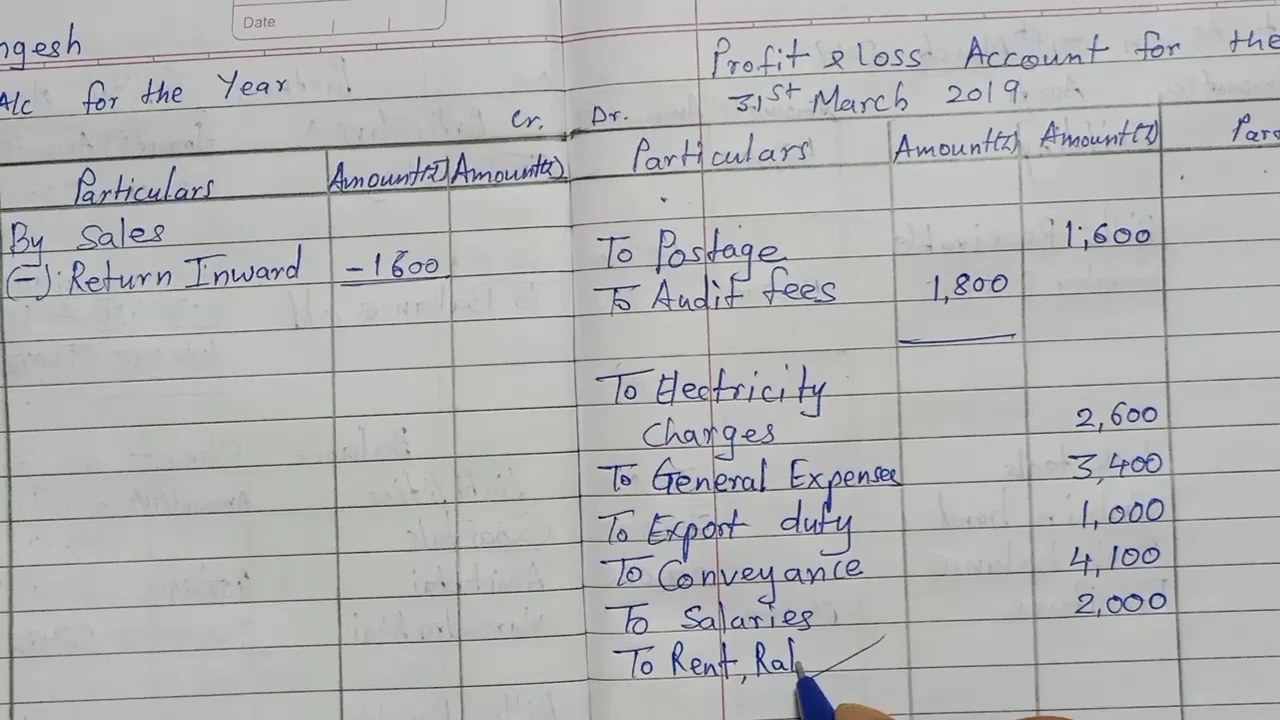 Date
ngesh
A/c for the Year
Cr.
Particulars Amount(₹) Amount(₹)
By Sales
(-) Return Inward -1600
Profit & loss Account for the
31st March 2019.
Dr.
Particulars Amount(₹) Amount(₹) Par
To Postage 1,600
To Audit fees 1,800
To Electricity
Charges 2,600
To General Expenses 3,400
To Export duty 1,000
To Conveyance 4,100
To Salaries 2,000
To Rent, Rat